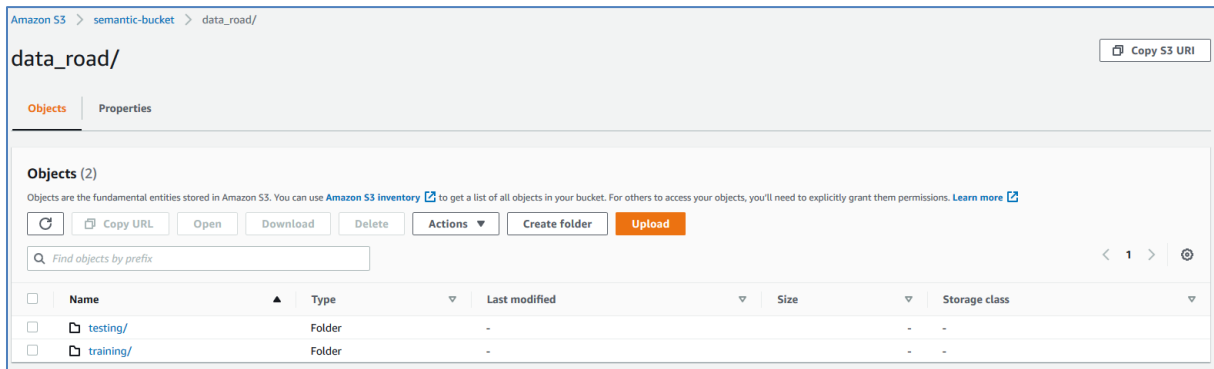 Amazon S3 > semantic-bucket > data_road/
data_road/
Copy S3 URI
Objects Properties
Objects (2)
Objects are the fundamental entities stored in Amazon S3. You can use Amazon S3 inventory to get a list of all objects in your bucket. For others to access your objects, you'll need to explicitly grant them permissions. Learn more
Copy URL Open Download Delete Actions Create folder Upload
Find objects by prefix
< 1 >
Name Type Last modified Size Storage class
testing/ Folder - - -
training/ Folder - - -